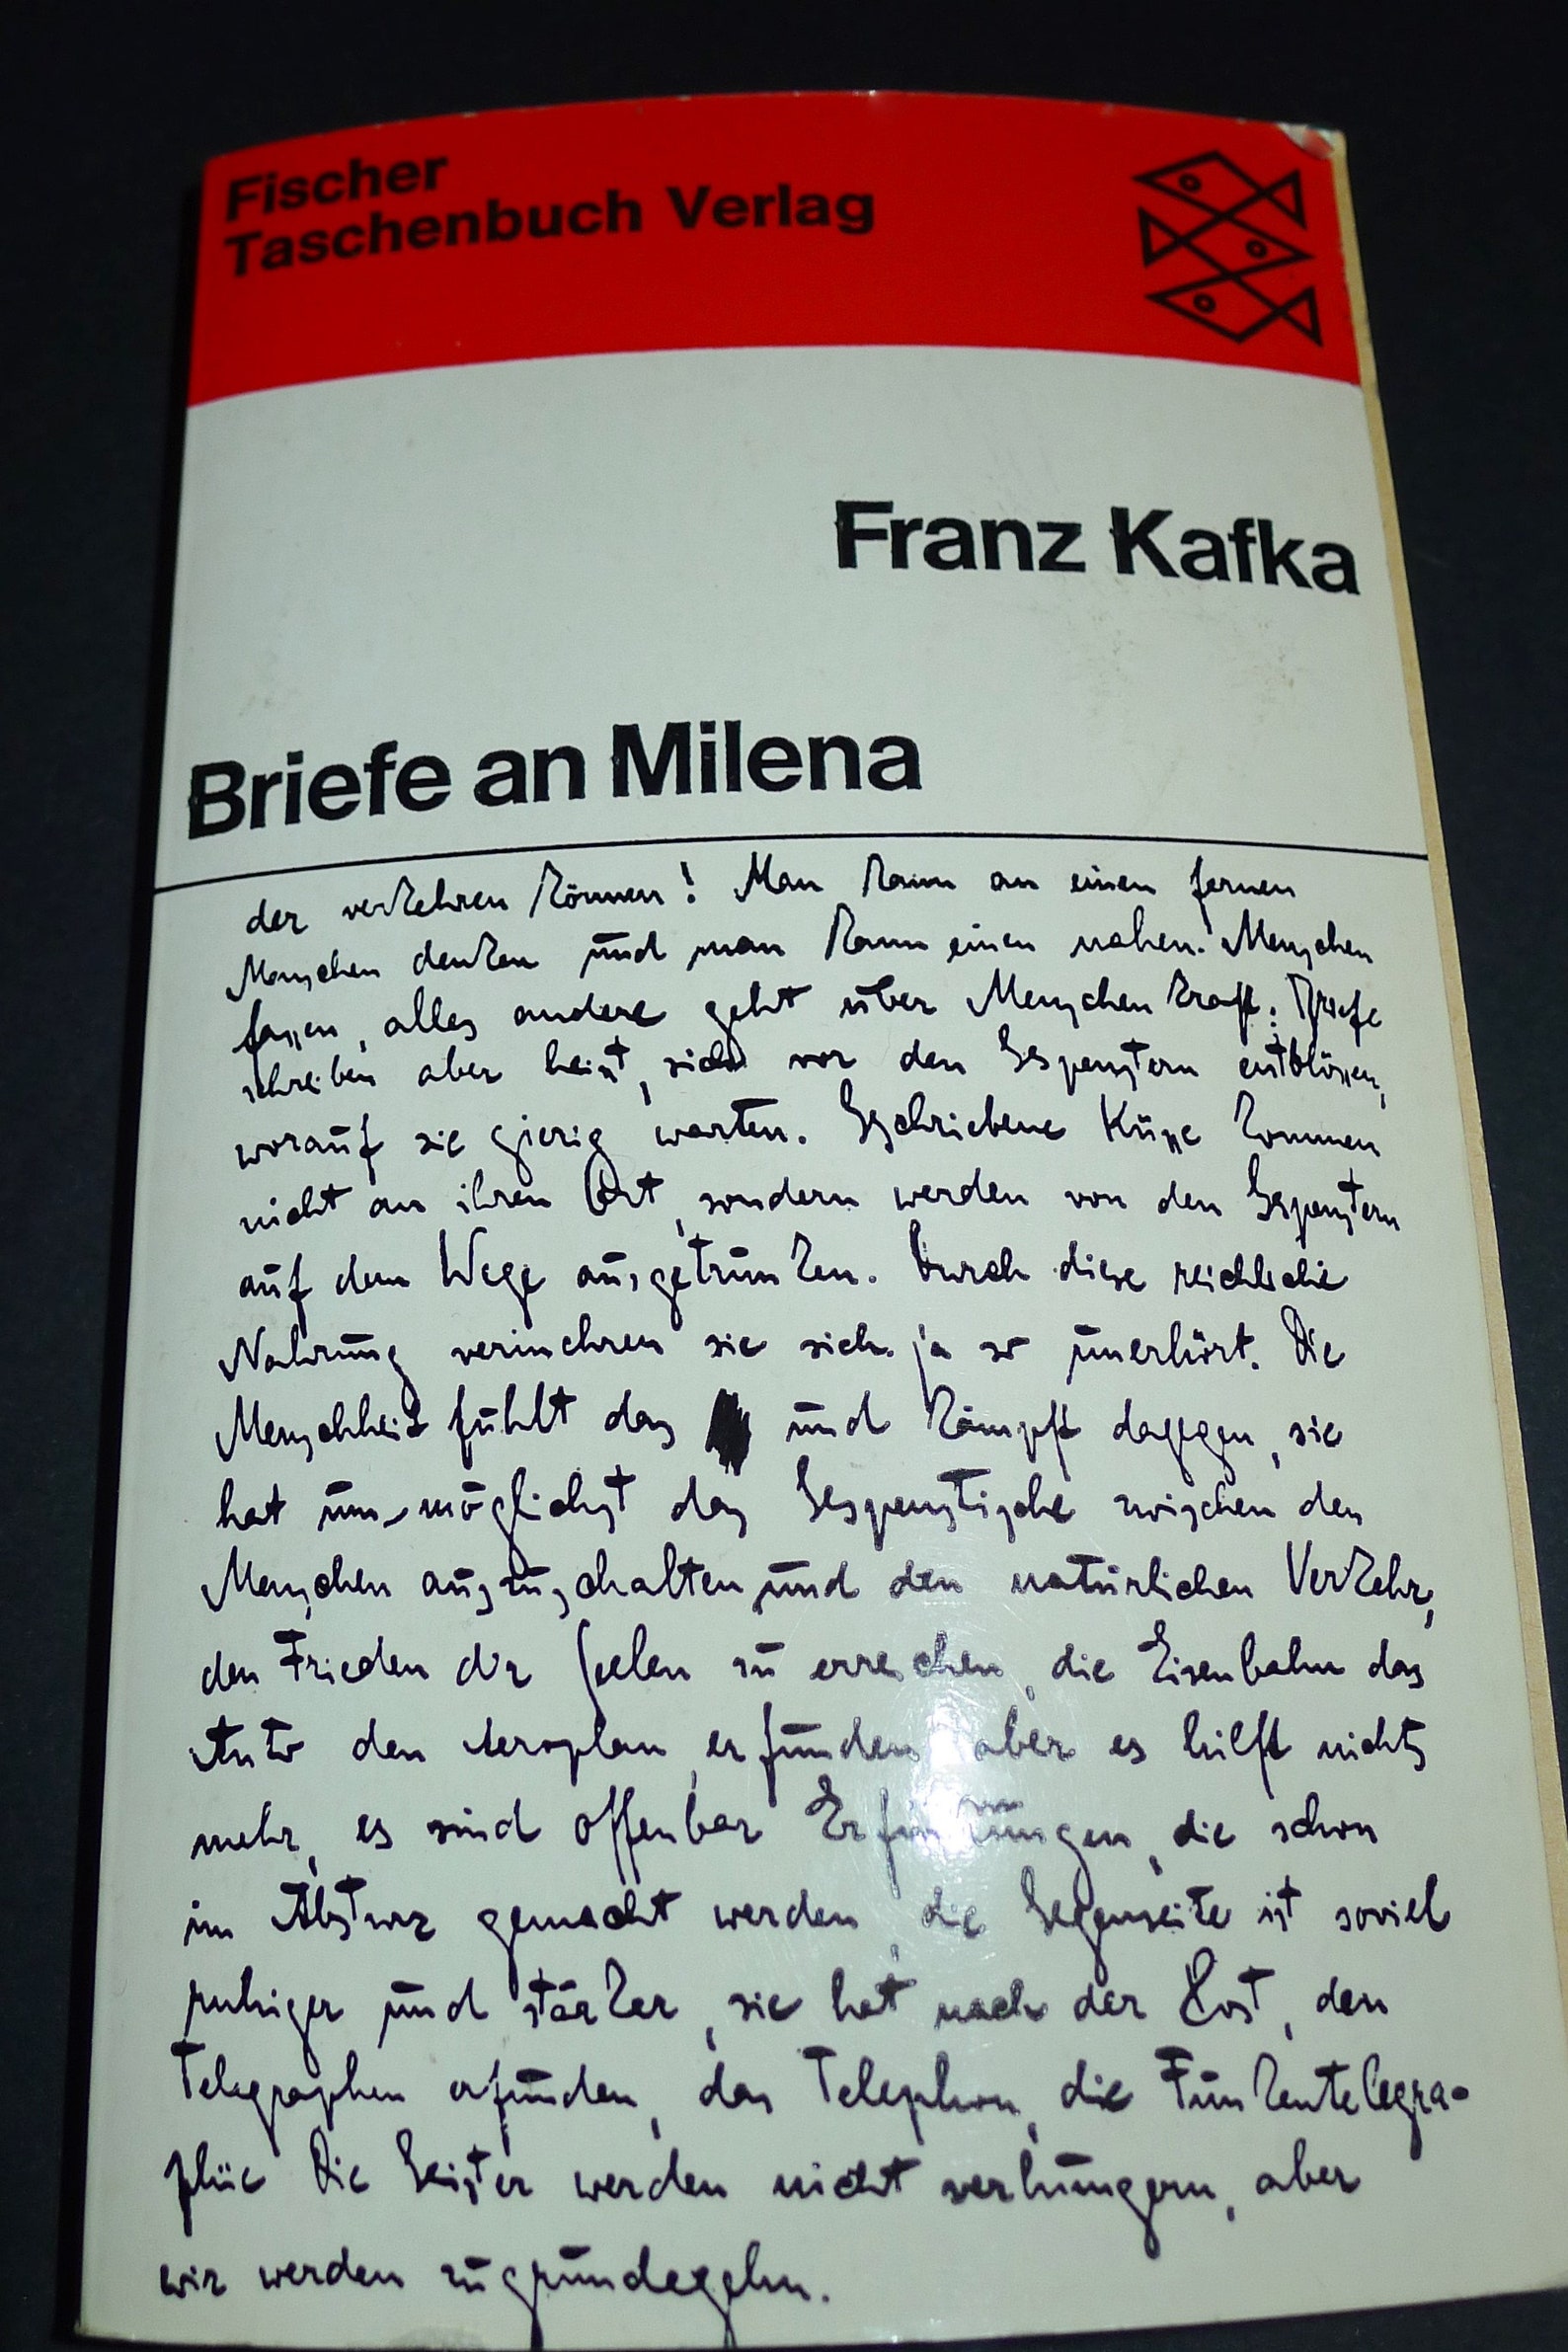 Fischer
Taschenbuch Verlag
Franz Kafka
Briefe an Milena
der verkehren können! Man kann an einen fernen
Menschen denken und man kann einen nahen Menschen
fassen, alles andere geht über Menschenkraft. Briefe
schreiben aber heisst, sich vor den Gespenstern entblössen,
worauf sie gierig warten. Geschriebene Küsse kommen
nicht an ihren Ort, sondern werden von den Gespenstern
auf dem Wege ausgetrunken. Durch diese reichliche
Nahrung vermehren sie sich ja so unerhört. Die
Menschheit fühlt das und kämpft dagegen, sie
hat um möglichst das Gespenstische zwischen den
Menschen auszuschalten und den natürlichen Verkehr,
den Frieden der Seelen zu erreichen, die Eisenbahn das
Auto den Aeroplan erfunden aber es hilft nichts
mehr, es sind offenbar Erfindungen, die schon
im Absturz gemacht werden, die Gegenseite ist soviel
ruhiger und stärker, sie hat nach der Post, den
Telegraphen erfunden, das Telephon, die Funkentelegra-
phie Die Geister werden nicht verhungern, aber
wir werden zugrundegehn.